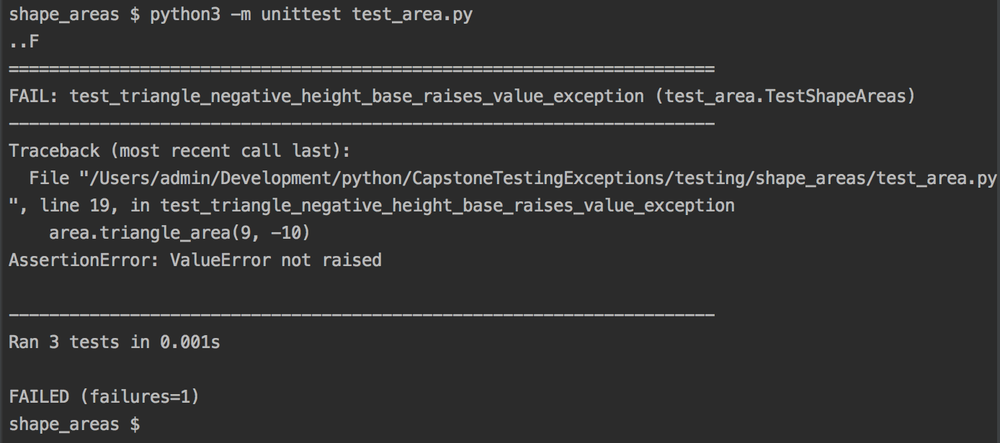 shape_areas $ python3 -m unittest test_area.py
..F
======================================================================
FAIL: test_triangle_negative_height_base_raises_value_exception (test_area.TestShapeAreas)
----------------------------------------------------------------------
Traceback (most recent call last):
  File "/Users/admin/Development/python/CapstoneTestingExceptions/testing/shape_areas/test_area.py
", line 19, in test_triangle_negative_height_base_raises_value_exception
    area.triangle_area(9, -10)
AssertionError: ValueError not raised

----------------------------------------------------------------------
Ran 3 tests in 0.001s

FAILED (failures=1)
shape_areas $